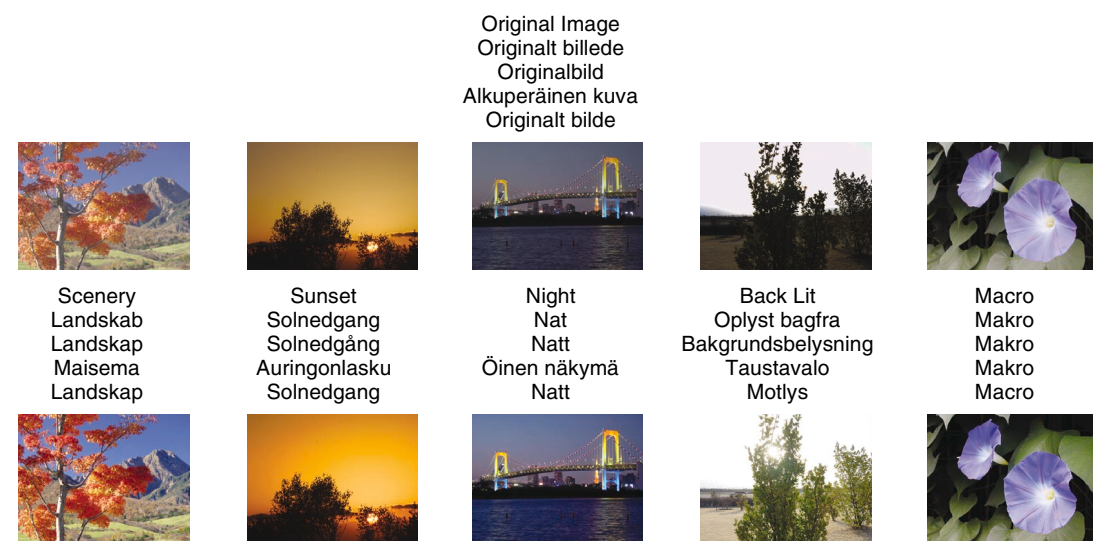 Original Image
Originalt billede
Originalbild
Alkuperäinen kuva
Originalt bilde
Scenery
Landskab
Landskap
Maisema
Landskap
Sunset
Solnedgang
Solnedgång
Auringonlasku
Solnedgang
Night
Nat
Natt
Öinen näkymä
Natt
Back Lit
Oplyst bagfra
Bakgrundsbelysning
Taustavalo
Motlys
Macro
Makro
Makro
Makro
Macro